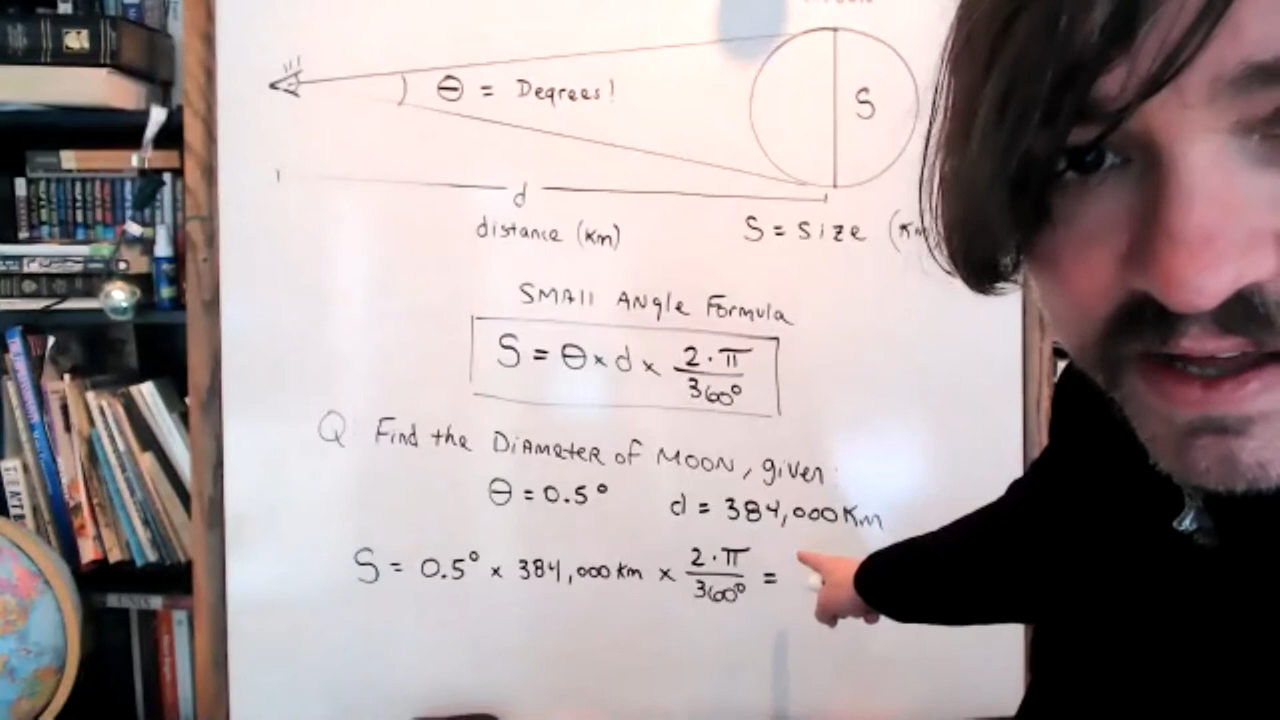 θ = Degrees!
S
d
distance (Km)
S = Size
SMAll ANgle Formula
S = θ × d × 2·π / 360°
Q: Find the DiAmeter of MOON, given:
θ = 0.5° d = 384,000 Km
S = 0.5° × 384,000 km × 2·π / 360° =